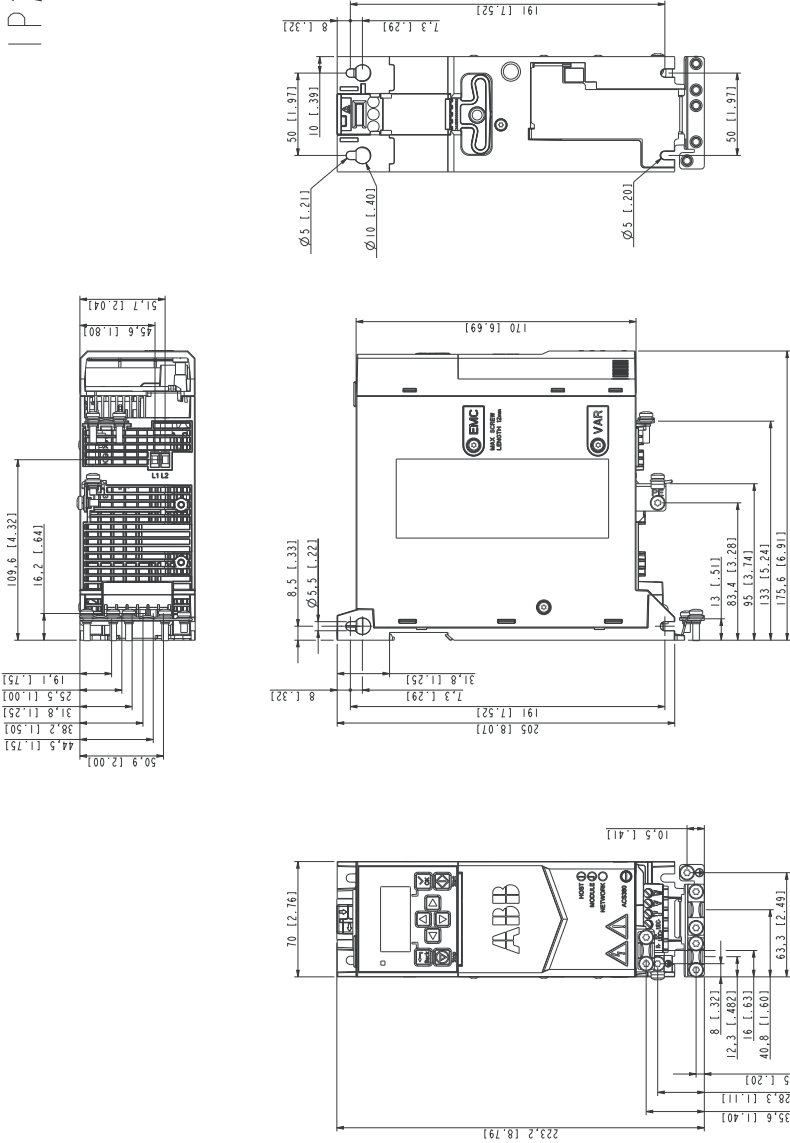 8 [.32]
7,3 [.29]
191 [7.52]
50 [1.97]
10 [.39]
50 [1.97]
Ø5 [.21]
Ø10 [.40]
Ø5 [.20]
51,7 [2.04]
45,6 [1.80]
L1 L2
109,6 [4.32]
16,2 [.64]
19,1 [.75]
25,5 [1.00]
31,8 [1.25]
38,2 [1.50]
44,5 [1.75]
50,9 [2.00]
170 [6.69]
EMC
MAX SCREW
LENGTH 12mm
VAR
8,5 [.33]
Ø5,5 [.22]
13 [.51]
83,4 [3.28]
95 [3.74]
133 [5.24]
175,6 [6.91]
31,8 [1.25]
8 [.32]
7,3 [.29]
191 [7.52]
205 [8.07]
10,5 [.41]
70 [2.76]
OK
ABB
HOST
MODULE
NETWORK
ACS380
63,3 [2.49]
8 [.32]
12,3 [.482]
16 [.63]
40,8 [1.60]
5 [.20]
28,3 [1.11]
35,6 [1.40]
223,2 [8.79]